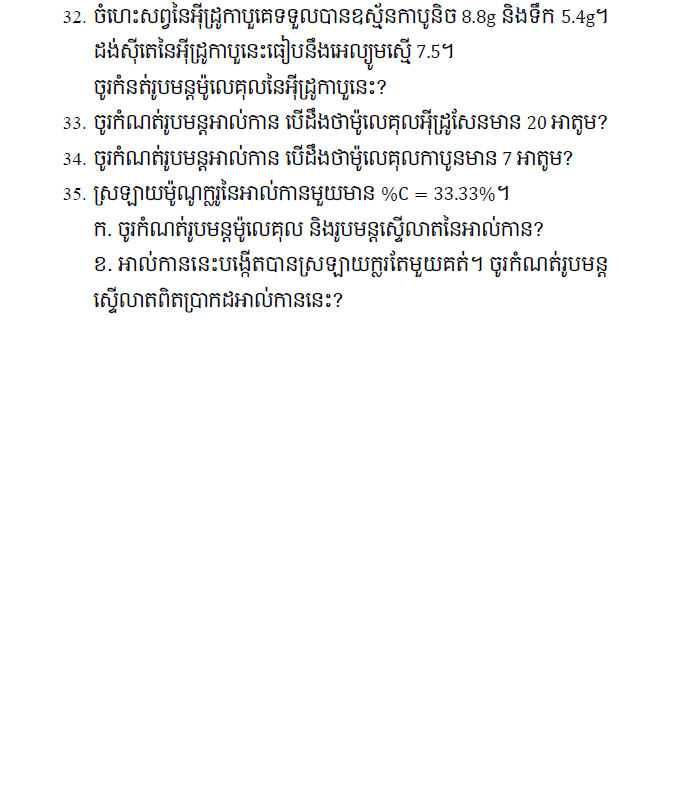 32. ចំហេះសព្វនៃអ៊ីដ្រូកាបួគេទទួលបានឧស្ម័នកាបូនិច 8.8g និងទឹក 5.4g។
ដង់ស៊ីតេនៃអ៊ីដ្រូកាបួនេះធៀបនឹងអេល្យូមស្មើ 7.5។
ចូរកំនត់រូបមន្តម៉ូលេគុលនៃអ៊ីដ្រូកាបួនេះ?
33. ចូរកំណត់រូបមន្តអាល់កាន បើដឹងថាម៉ូលេគុលអ៊ីដ្រូសែនមាន 20 អាតូម?
34. ចូរកំណត់រូបមន្តអាល់កាន បើដឹងថាម៉ូលេគុលកាបូនមាន 7 អាតូម?
35. ស្រឡាយម៉ូណូក្លរូនៃអាល់កានមួយមាន %C = 33.33%។
ក. ចូរកំណត់រូបមន្តម៉ូលេគុល និងរូបមន្តស្ទើលាតនៃអាល់កាន?
ខ. អាល់កាននេះបង្កើតបានស្រឡាយក្លរតែមួយគត់។ ចូរកំណត់រូបមន្ត
ស្ទើលាតពិតប្រាកដអាល់កាននេះ?